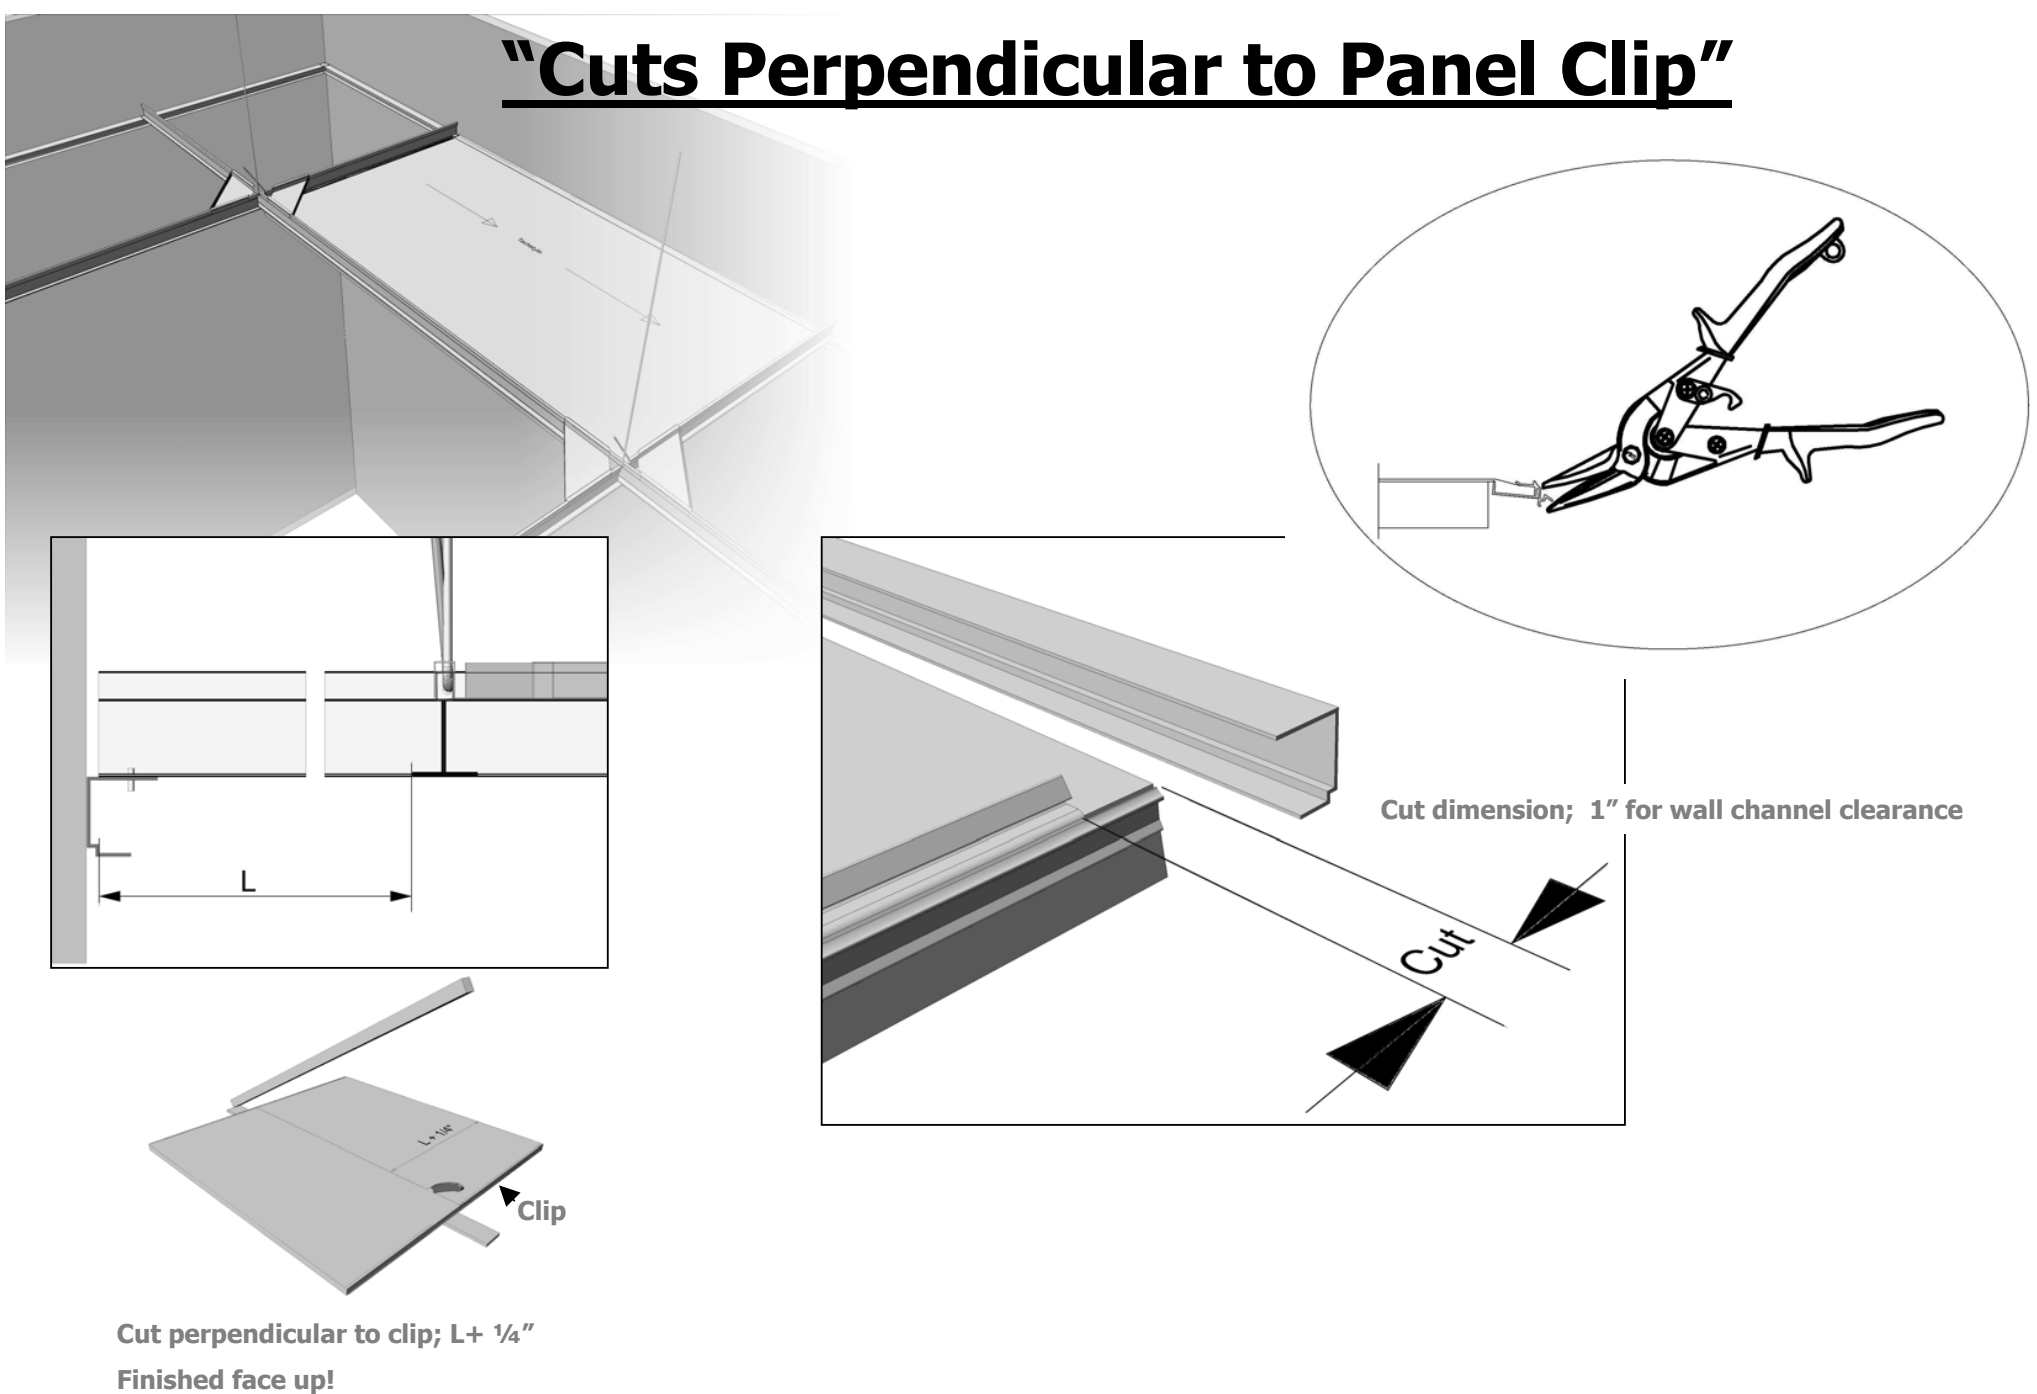 “Cuts Perpendicular to Panel Clip”
Cut dimension; 1” for wall channel clearance
L
Cut
L + 1/4"
Clip
Cut perpendicular to clip; L+ ¼”
Finished face up!